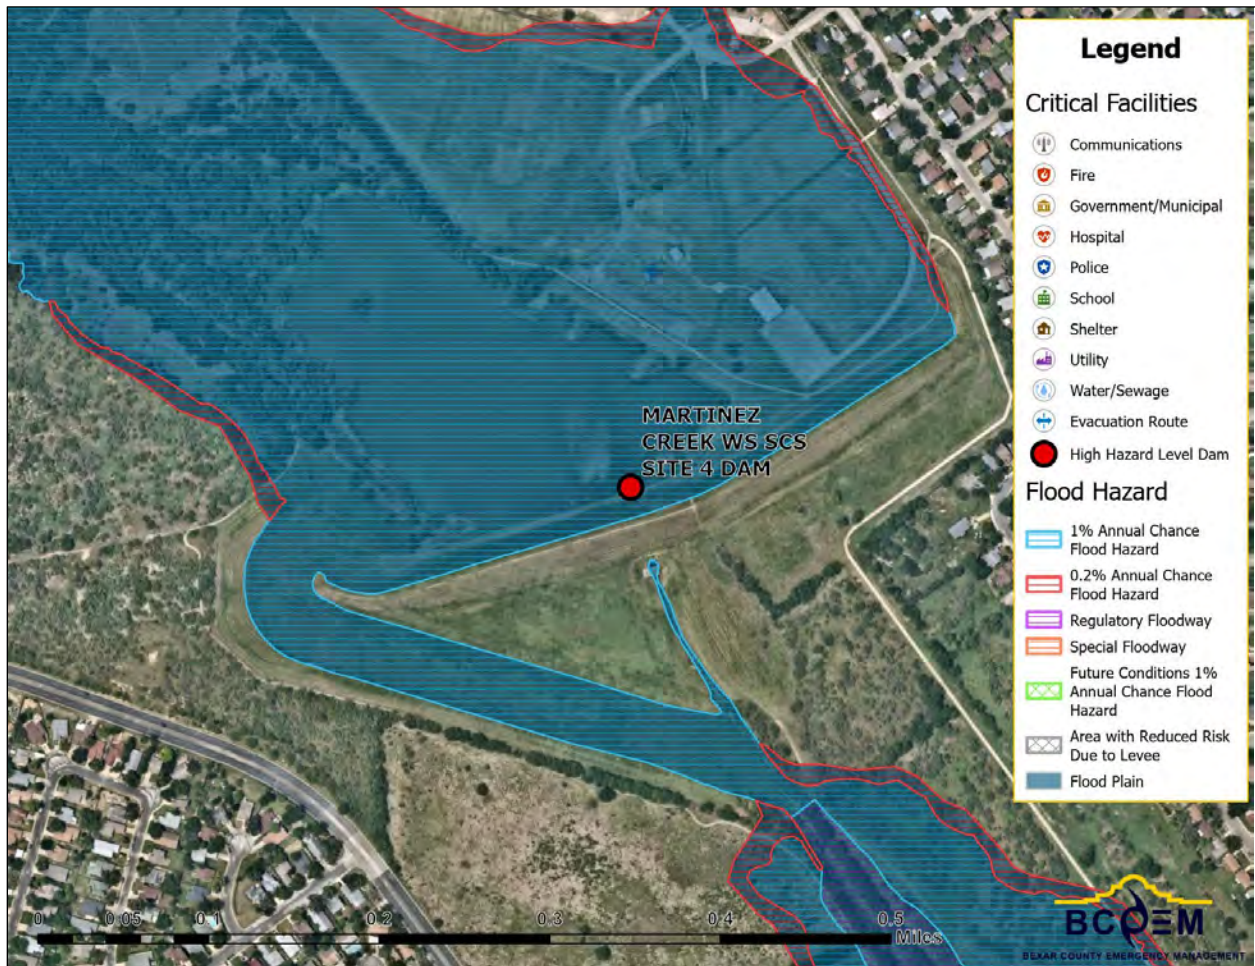 Legend
Critical Facilities
Communications
Fire
Government/Municipal
Hospital
Police
School
Shelter
Utility
Water/Sewage
Evacuation Route
High Hazard Level Dam
Flood Hazard
1% Annual Chance
Flood Hazard
0.2% Annual Chance
Flood Hazard
Regulatory Floodway
Special Floodway
Future Conditions 1%
Annual Chance Flood
Hazard
Area with Reduced Risk
Due to Levee
Flood Plain
MARTINEZ
CREEK WS SCS
SITE 4 DAM
0 0.05 0.1 0.2 0.3 0.4 0.5
Miles
BCOEM
BEXAR COUNTY EMERGENCY MANAGEMENT